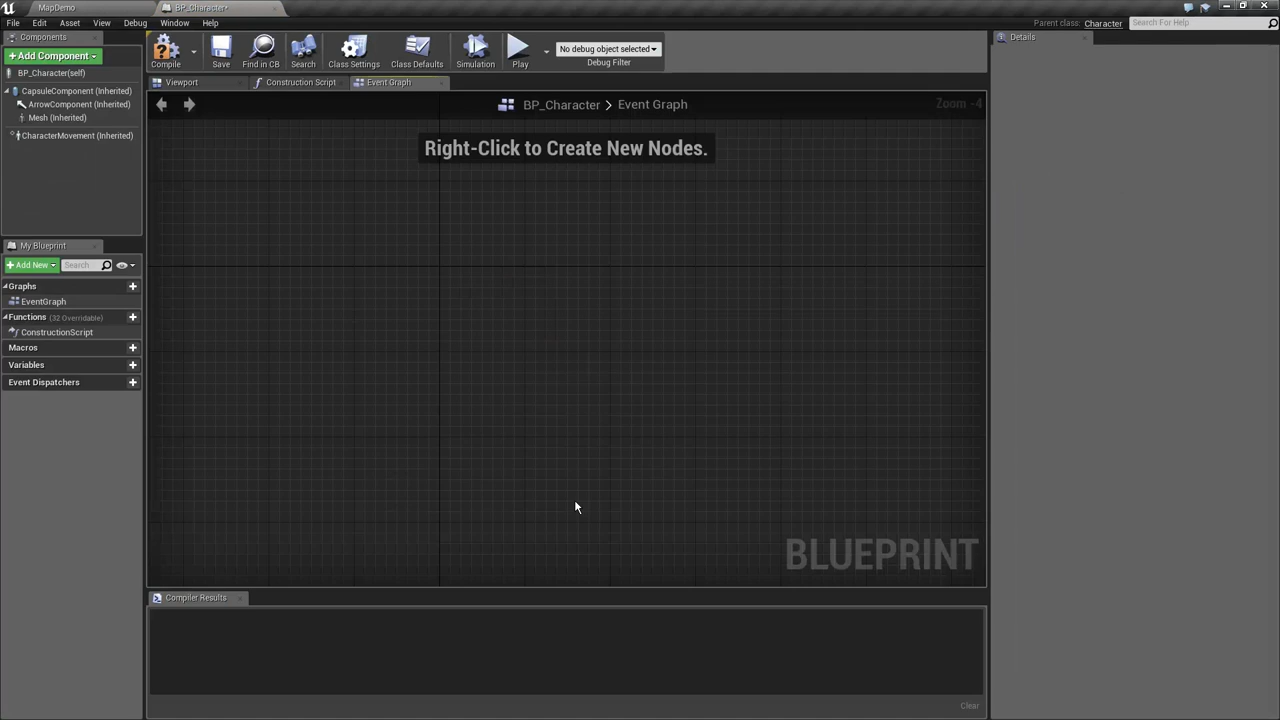 MapDemo
BP_Character*
File Edit Asset View Debug Window Help
Parent class: Character
Search For Help
Components
+Add Component
BP_Character(self)
CapsuleComponent (Inherited)
ArrowComponent (Inherited)
Mesh (Inherited)
CharacterMovement (Inherited)
Compile
Save
Find in CB
Search
Class Settings
Class Defaults
Simulation
Play
No debug object selected
Debug Filter
Viewport
Construction Script
Event Graph
BP_Character > Event Graph
Zoom -4
Right-Click to Create New Nodes.
BLUEPRINT
My Blueprint
+Add New
Search
Graphs
EventGraph
Functions (32 Overridable)
ConstructionScript
Macros
Variables
Event Dispatchers
Compiler Results
Clear
Details